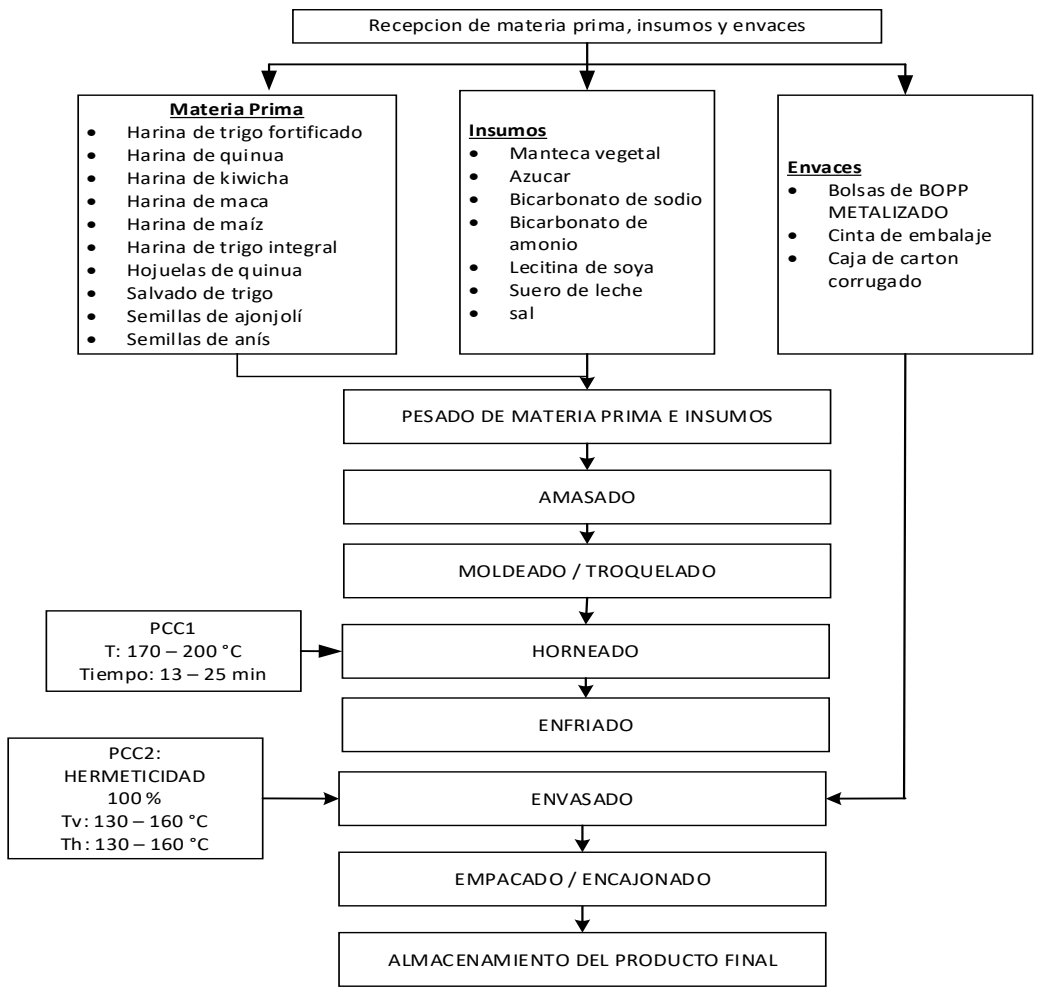 Recepcion de materia prima, insumos y envaces
Materia Prima
• Harina de trigo fortificado
• Harina de quinua
• Harina de kiwicha
• Harina de maca
• Harina de maíz
• Harina de trigo integral
• Hojuelas de quinua
• Salvado de trigo
• Semillas de ajonjolí
• Semillas de anís
Insumos
• Manteca vegetal
• Azucar
• Bicarbonato de sodio
• Bicarbonato de
amonio
• Lecitina de soya
• Suero de leche
• sal
Envaces
• Bolsas de BOPP
METALIZADO
• Cinta de embalaje
• Caja de carton
corrugado
PESADO DE MATERIA PRIMA E INSUMOS
AMASADO
MOLDEADO / TROQUELADO
PCC1
T: 170 – 200 °C
Tiempo: 13 – 25 min
HORNEADO
ENFRIADO
PCC2:
HERMETICIDAD
100 %
Tv: 130 – 160 °C
Th: 130 – 160 °C
ENVASADO
EMPACADO / ENCAJONADO
ALMACENAMIENTO DEL PRODUCTO FINAL